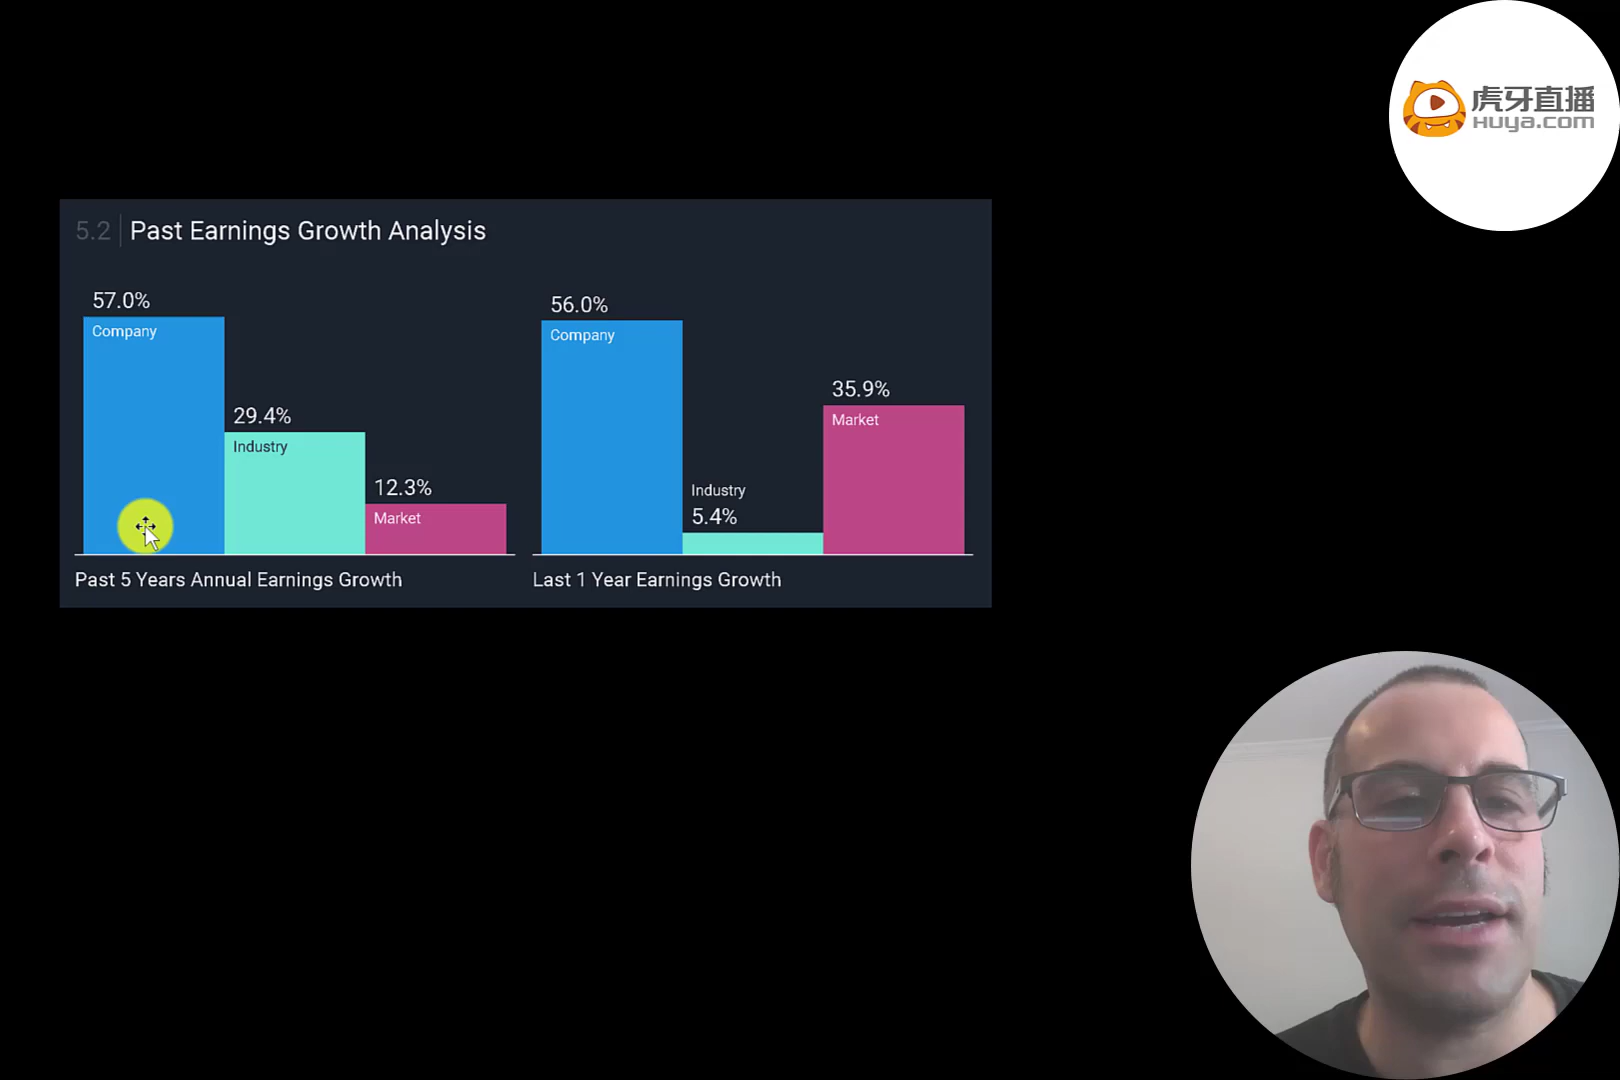 虎牙直播
HUYA.com
5.2 Past Earnings Growth Analysis
57.0%
Company
29.4%
Industry
12.3%
Market
Past 5 Years Annual Earnings Growth
56.0%
Company
Industry
5.4%
35.9%
Market
Last 1 Year Earnings Growth